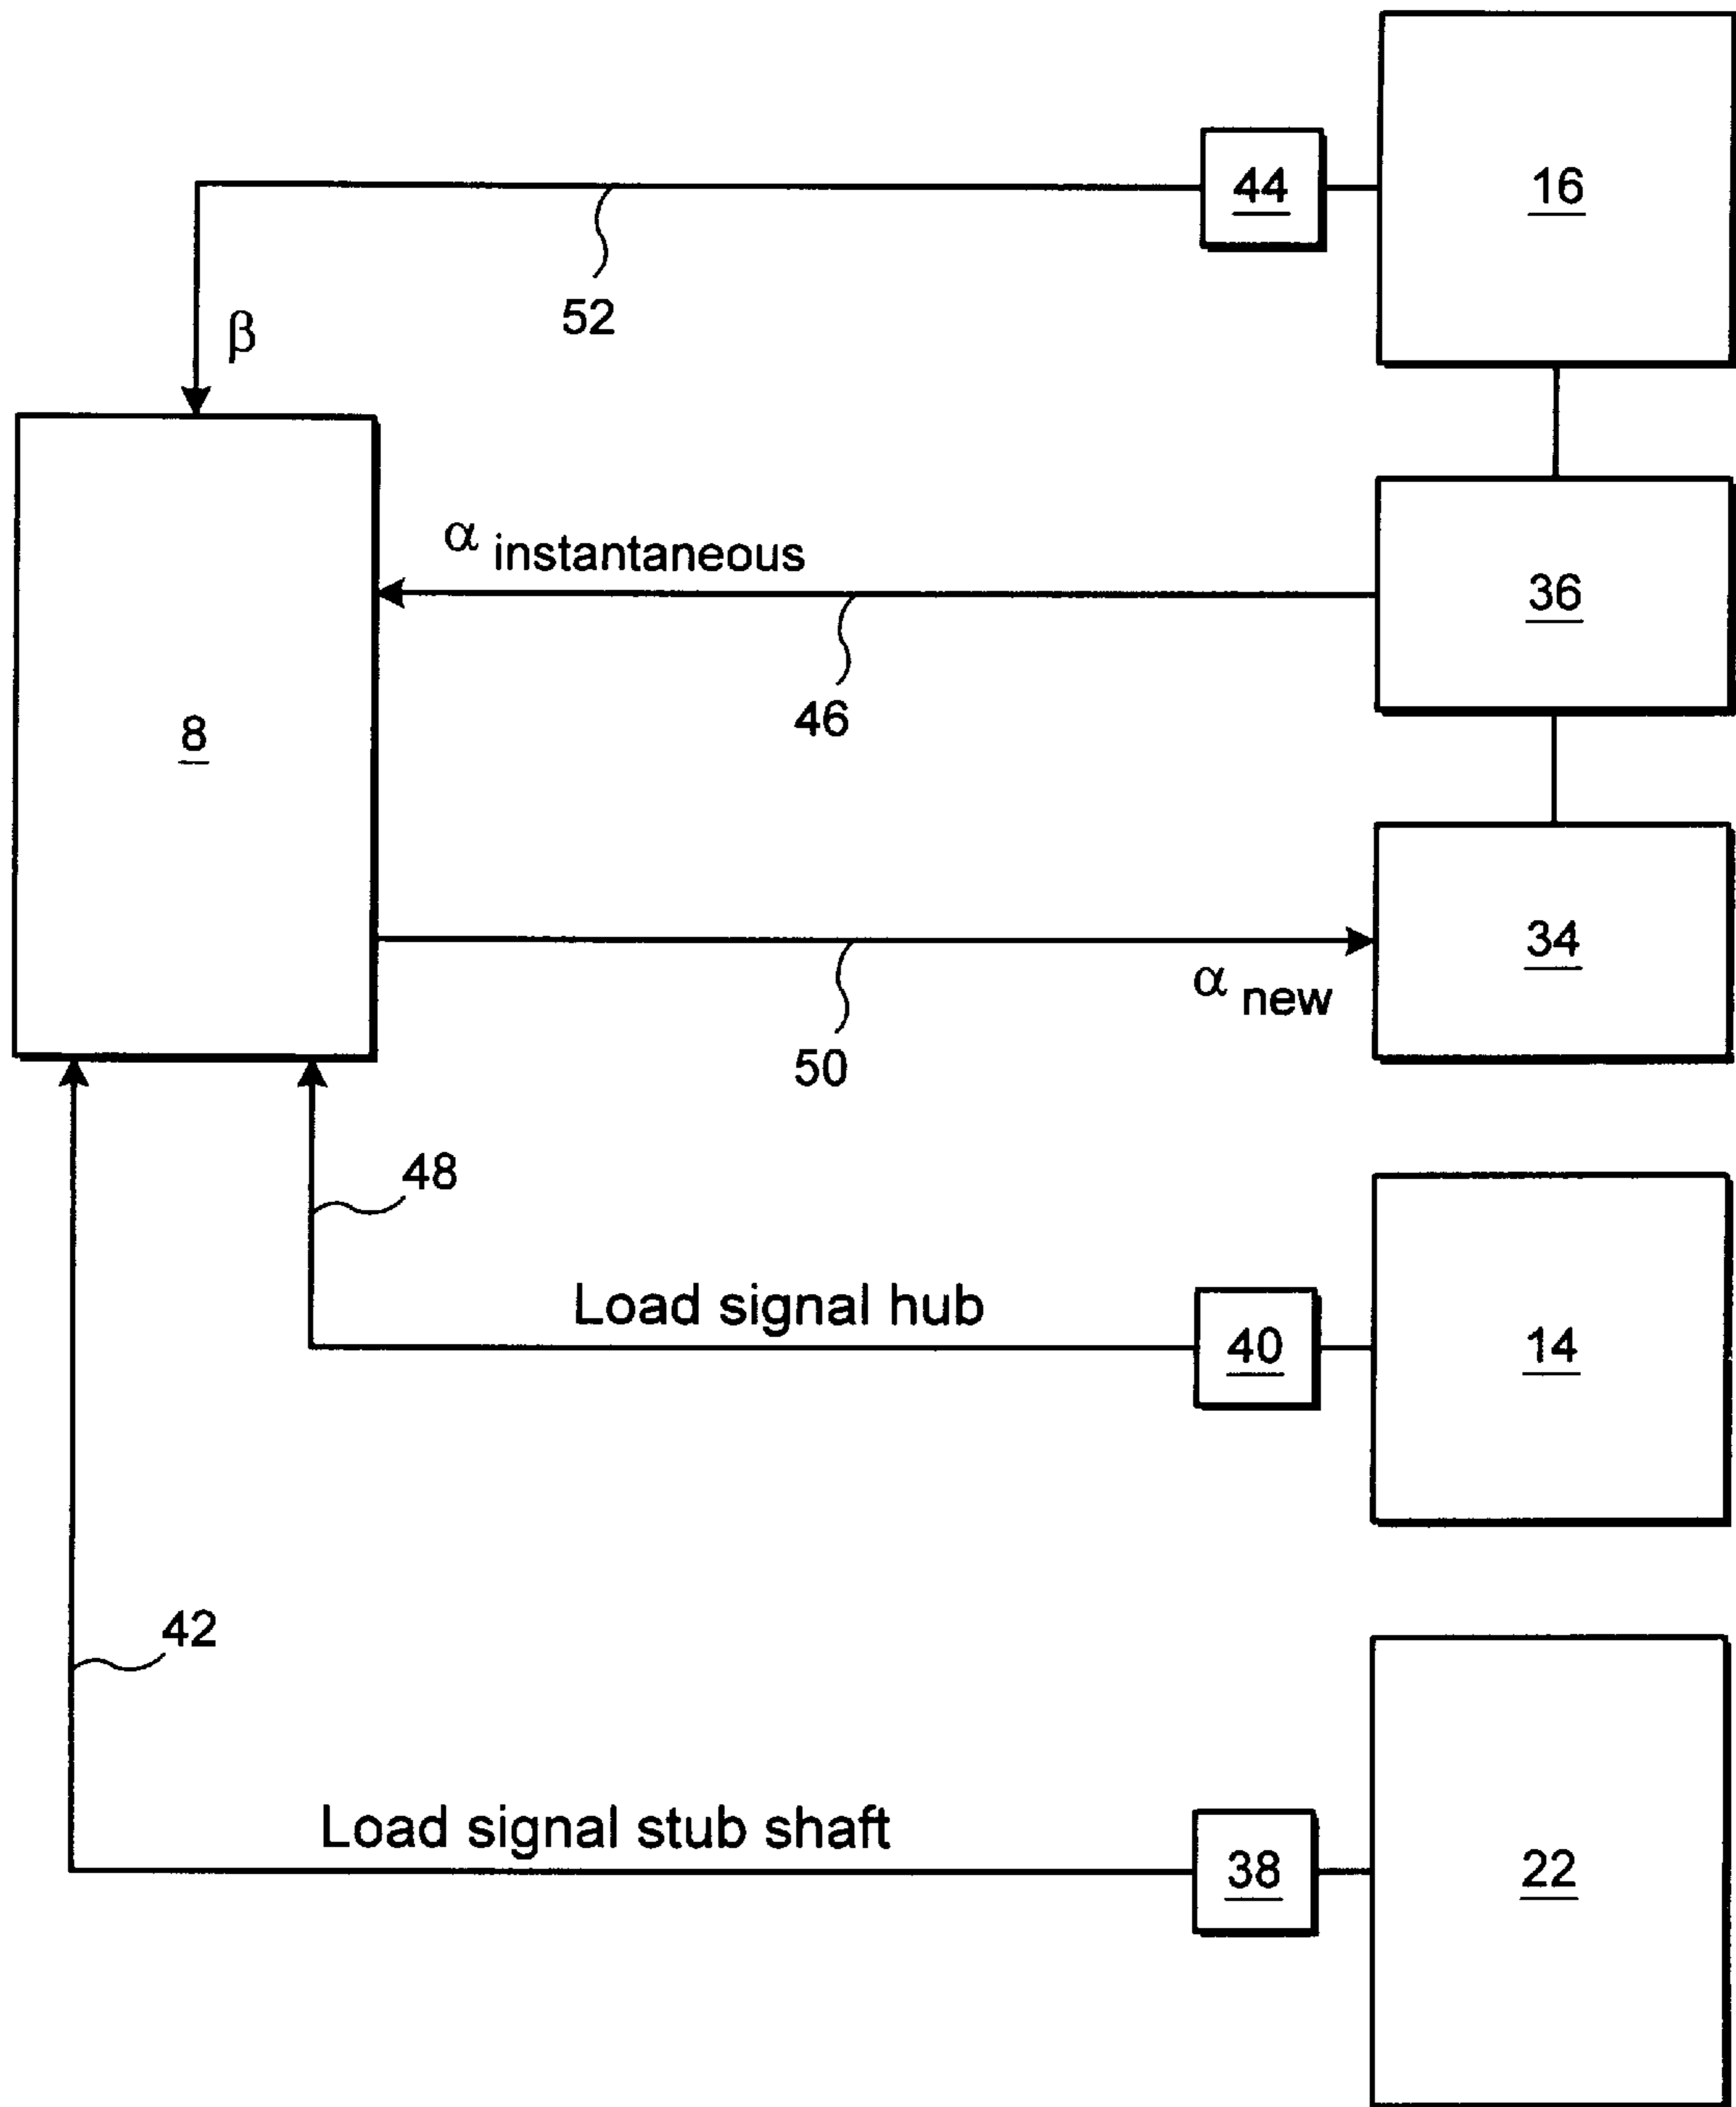 16
44
52
β
α instantaneous
36
46
8
34
α new
50
48
Load signal hub
40
14
42
Load signal stub shaft
38
22